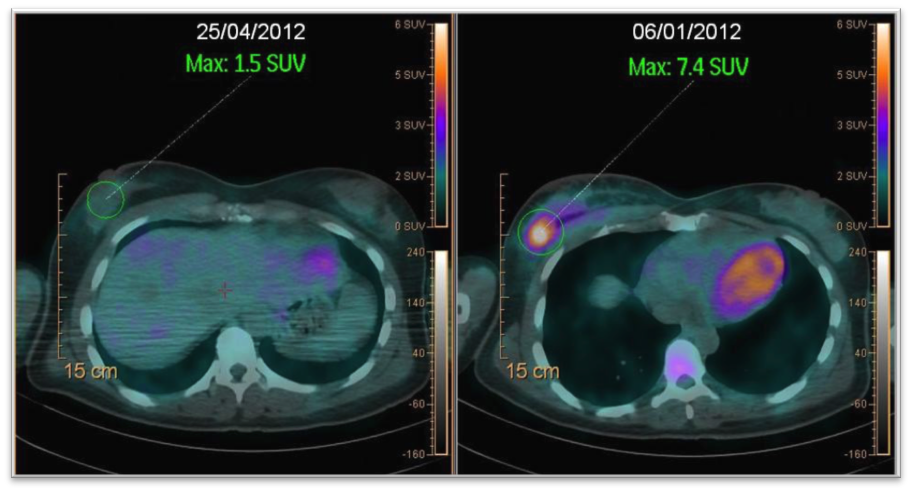 25/04/2012
Max: 1.5 SUV
6 SUV
5 SUV
3 SUV
2 SUV
0 SUV
240
140
40
-60
-160
15 cm
06/01/2012
Max: 7.4 SUV
6 SUV
5 SUV
3 SUV
2 SUV
0 SUV
240
140
40
-60
-160
15 cm